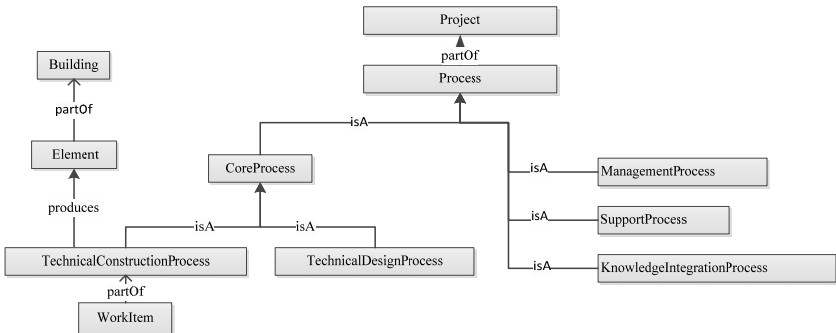 Project
partOf
Building
Process
partOf
isA
Element
CoreProcess
isA
ManagementProcess
produces
isA
isA
isA
SupportProcess
TechnicalConstructionProcess
TechnicalDesignProcess
isA
KnowledgeIntegrationProcess
partOf
WorkItem